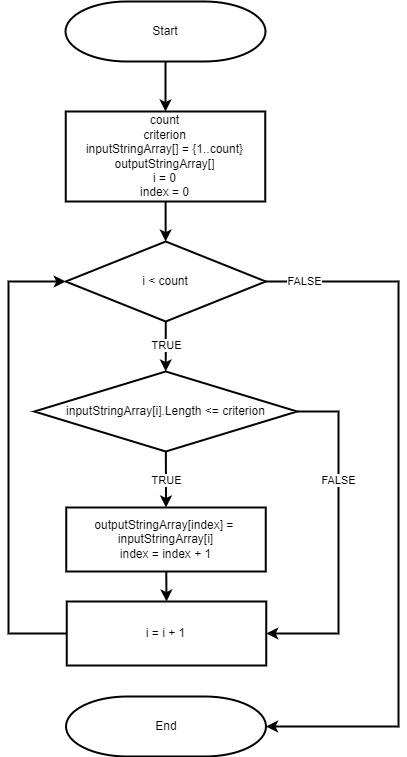 Start
count
criterion
inputStringArray[] = {1..count}
outputStringArray[]
i = 0
index = 0
i < count
FALSE
TRUE
inputStringArray[i].Length <= criterion
TRUE
FALSE
outputStringArray[index] =
inputStringArray[i]
index = index + 1
i = i + 1
End